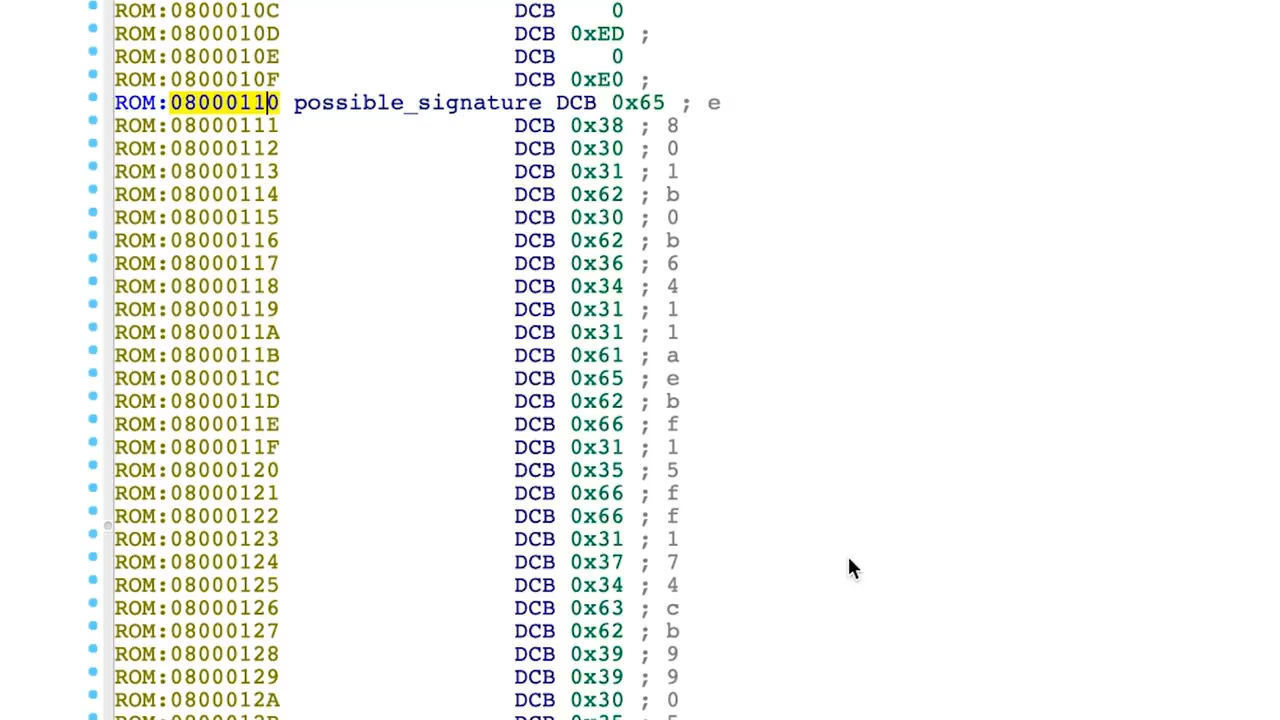 ROM:0800010C DCB 0
ROM:0800010D DCB 0xED ;
ROM:0800010E DCB 0
ROM:0800010F DCB 0xE0 ;
ROM:08000110 possible_signature DCB 0x65 ; e
ROM:08000111 DCB 0x38 ; 8
ROM:08000112 DCB 0x30 ; 0
ROM:08000113 DCB 0x31 ; 1
ROM:08000114 DCB 0x62 ; b
ROM:08000115 DCB 0x30 ; 0
ROM:08000116 DCB 0x62 ; b
ROM:08000117 DCB 0x36 ; 6
ROM:08000118 DCB 0x34 ; 4
ROM:08000119 DCB 0x31 ; 1
ROM:0800011A DCB 0x31 ; 1
ROM:0800011B DCB 0x61 ; a
ROM:0800011C DCB 0x65 ; e
ROM:0800011D DCB 0x62 ; b
ROM:0800011E DCB 0x66 ; f
ROM:0800011F DCB 0x31 ; 1
ROM:08000120 DCB 0x35 ; 5
ROM:08000121 DCB 0x66 ; f
ROM:08000122 DCB 0x66 ; f
ROM:08000123 DCB 0x31 ; 1
ROM:08000124 DCB 0x37 ; 7
ROM:08000125 DCB 0x34 ; 4
ROM:08000126 DCB 0x63 ; c
ROM:08000127 DCB 0x62 ; b
ROM:08000128 DCB 0x39 ; 9
ROM:08000129 DCB 0x39 ; 9
ROM:0800012A DCB 0x30 ; 0
ROM:0800012B DCB 0x35 ; 5